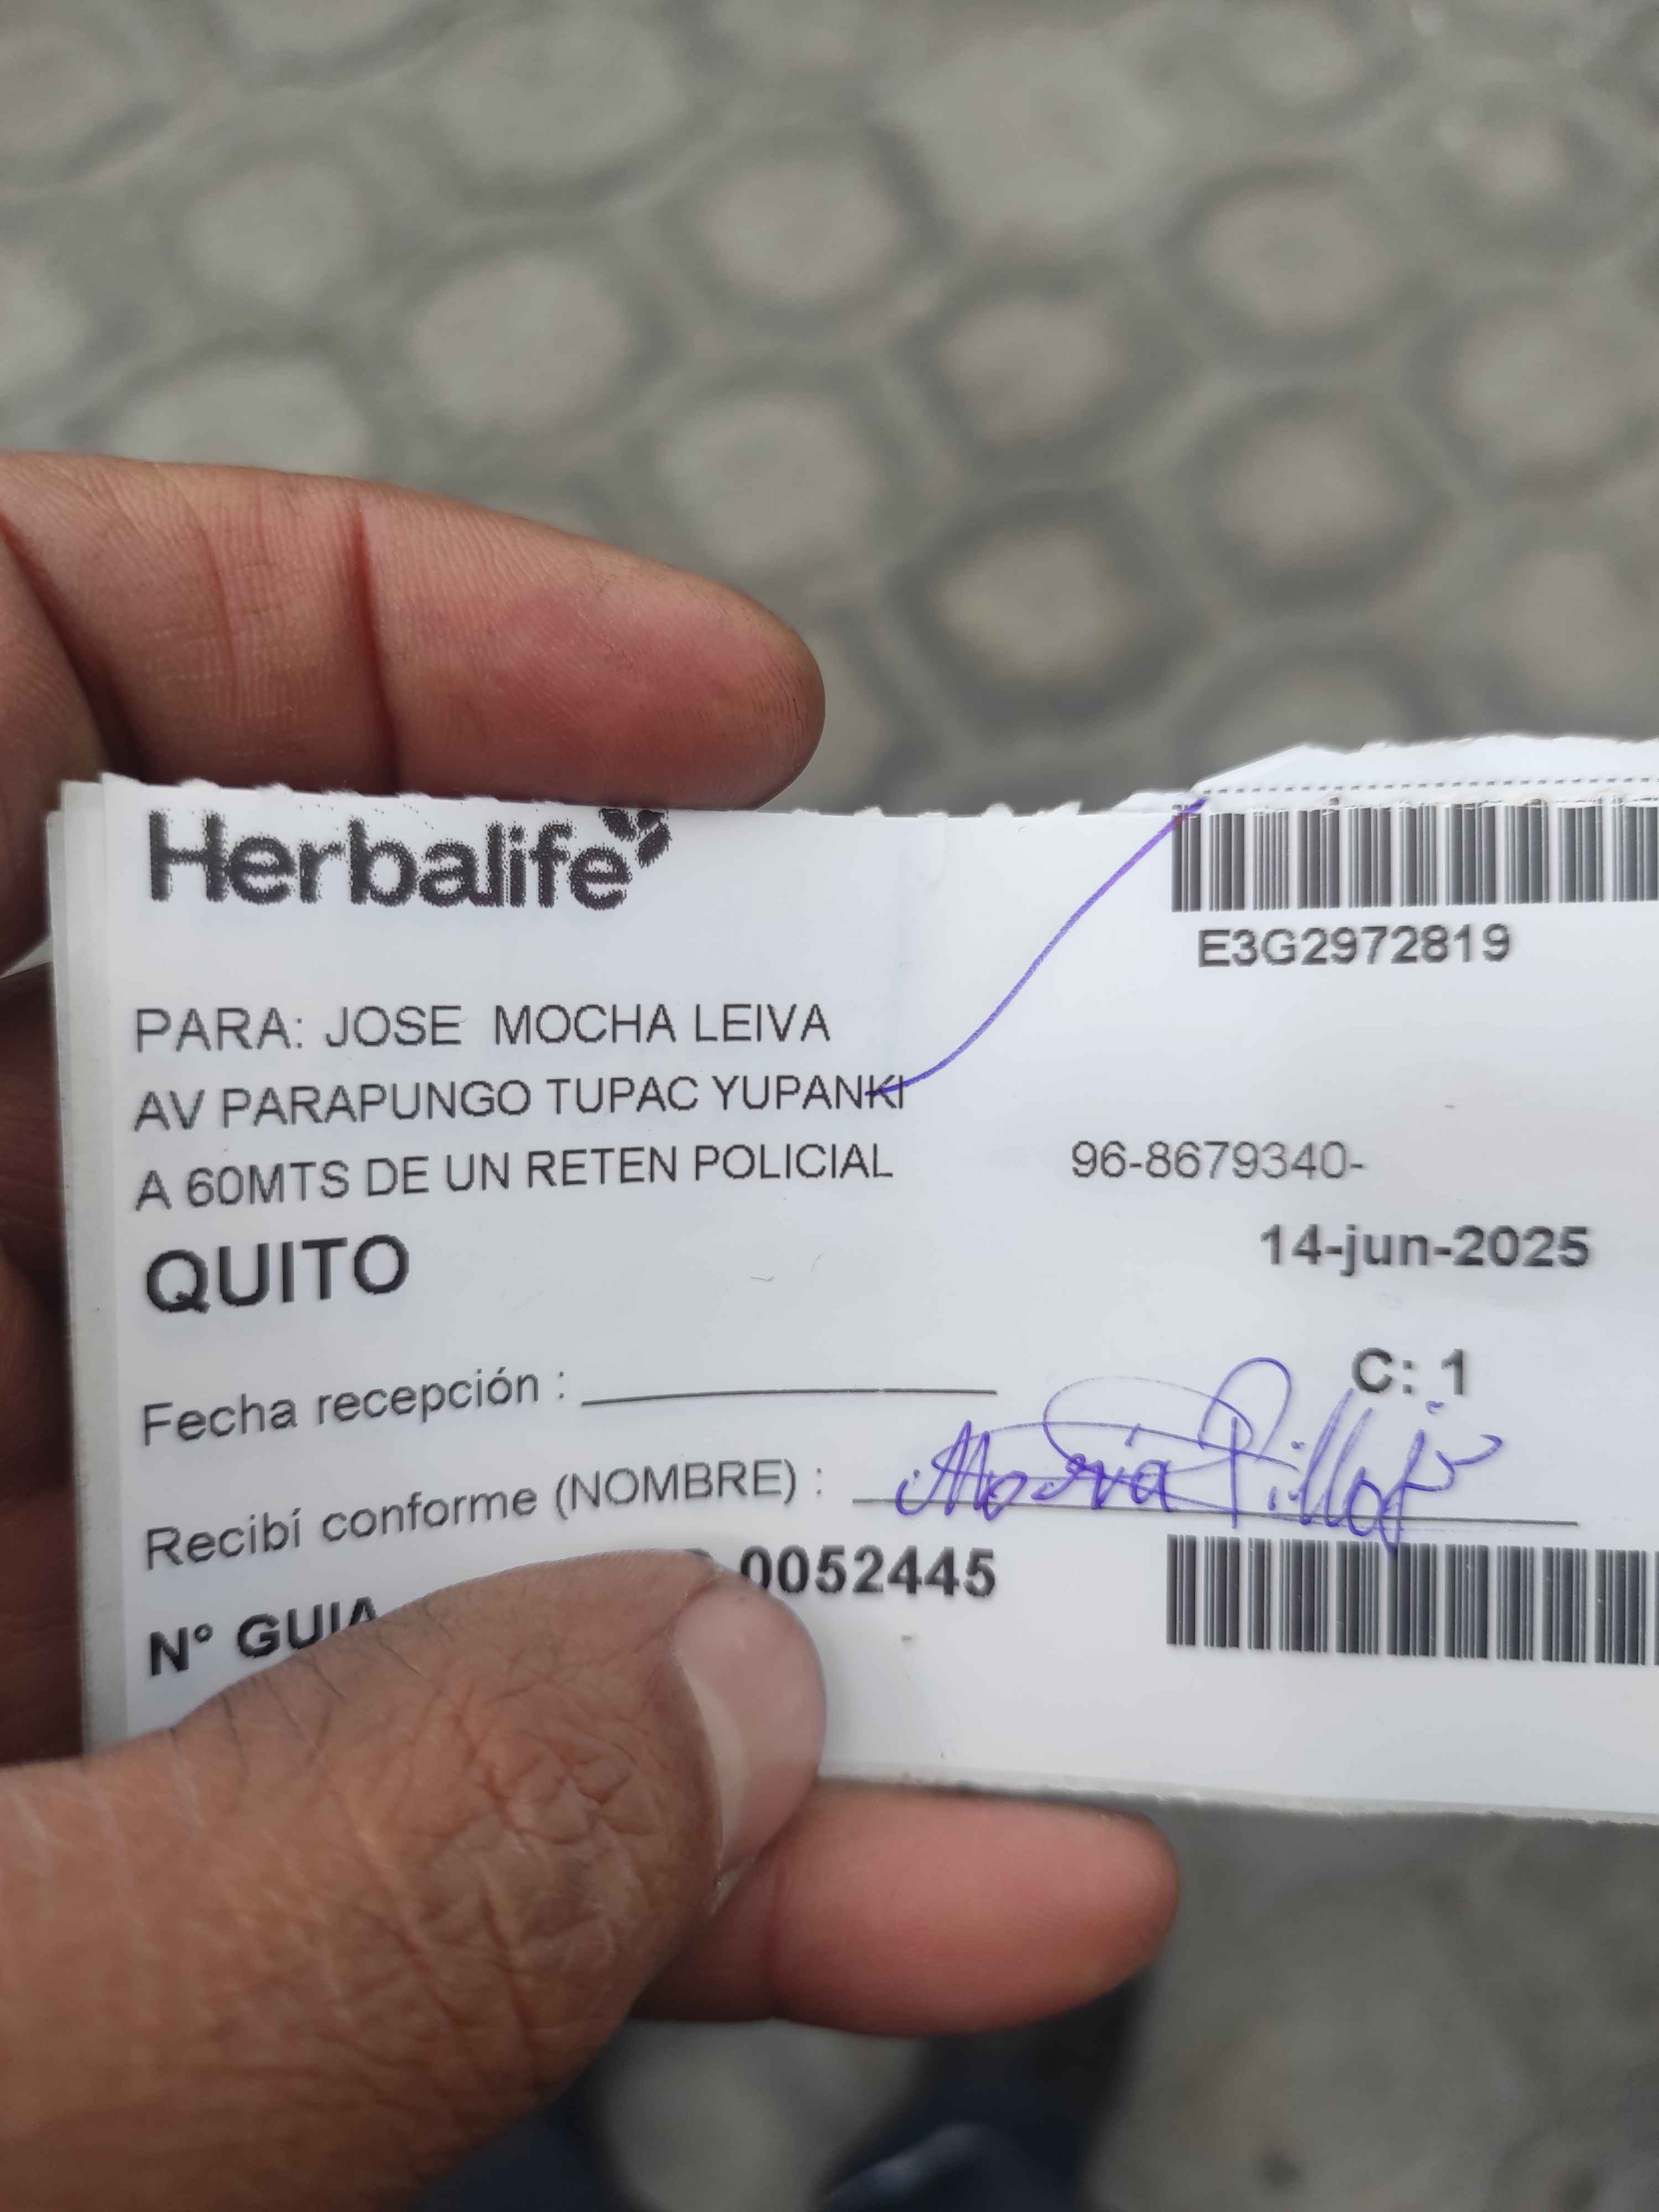 Herbalife
E3G2972819
PARA: JOSE MOCHA LEIVA
AV PARAPUNGO TUPAC YUPANKI
A 60MTS DE UN RETEN POLICIAL 96-8679340-
QUITO 14-jun-2025
C: 1
Fecha recepción :
Recibí conforme (NOMBRE) :
N° GUIA 0052445